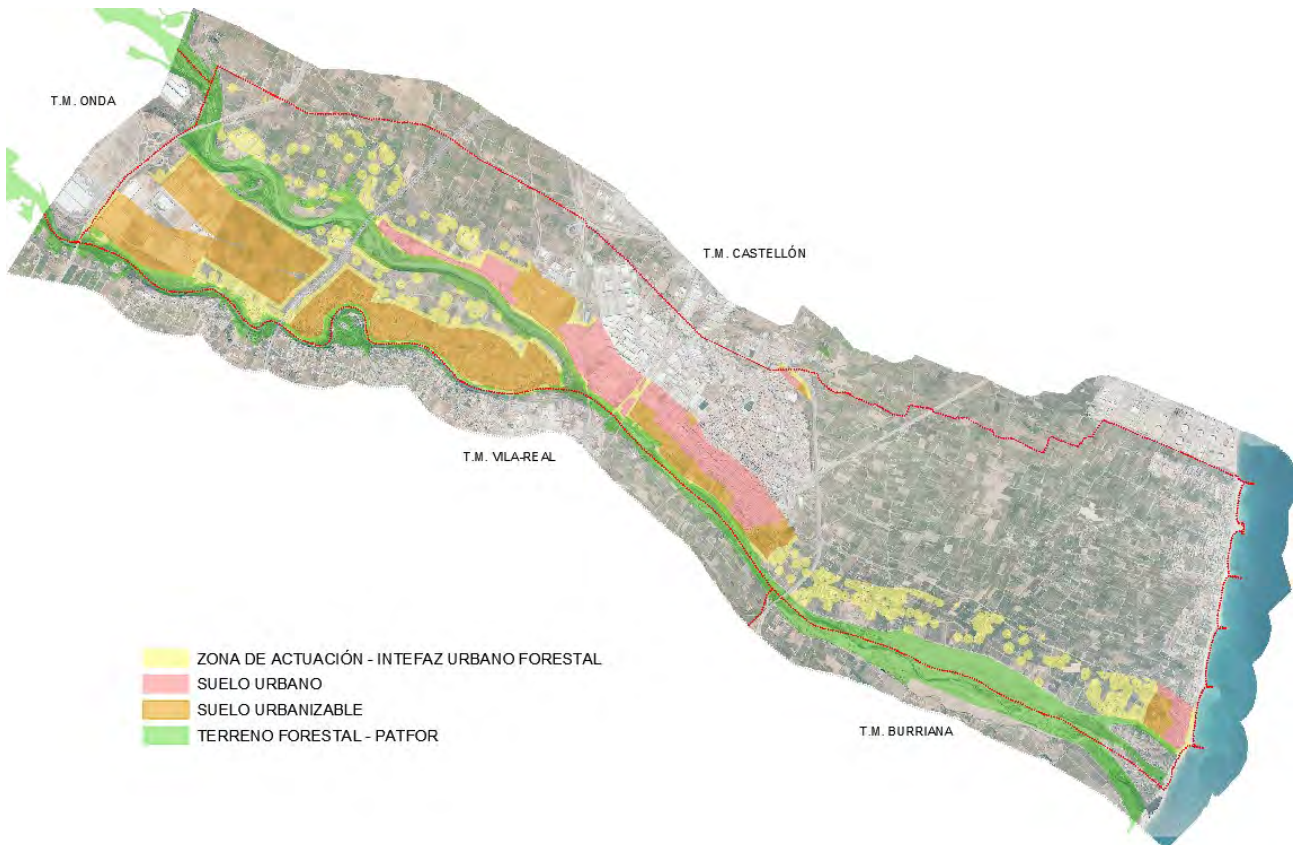 T.M. ONDA
T.M. CASTELLÓN
T.M. VILA-REAL
ZONA DE ACTUACIÓN - INTEFAZ URBANO FORESTAL
SUELO URBANO
SUELO URBANIZABLE
TERRENO FORESTAL - PATFOR
T.M. BURRIANA